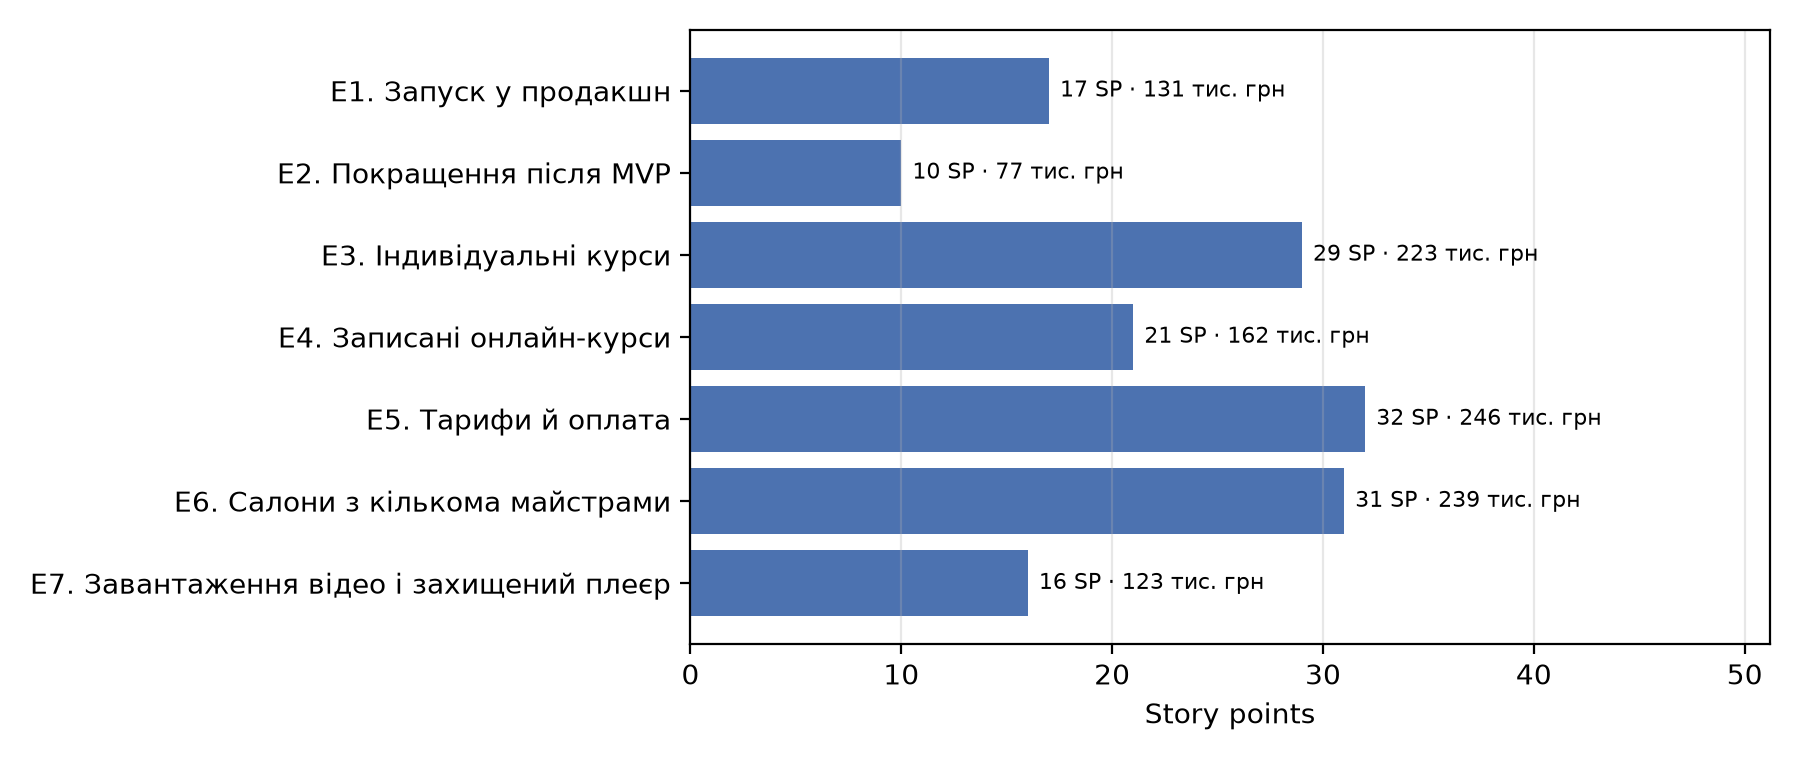 E1. Запуск у продакшн
17 SP · 131 тис. грн
E2. Покращення після MVP
10 SP · 77 тис. грн
E3. Індивідуальні курси
29 SP · 223 тис. грн
E4. Записані онлайн-курси
21 SP · 162 тис. грн
E5. Тарифи й оплата
32 SP · 246 тис. грн
E6. Салони з кількома майстрами
31 SP · 239 тис. грн
E7. Завантаження відео і захищений плеєр
16 SP · 123 тис. грн
0 10 20 30 40 50
Story points